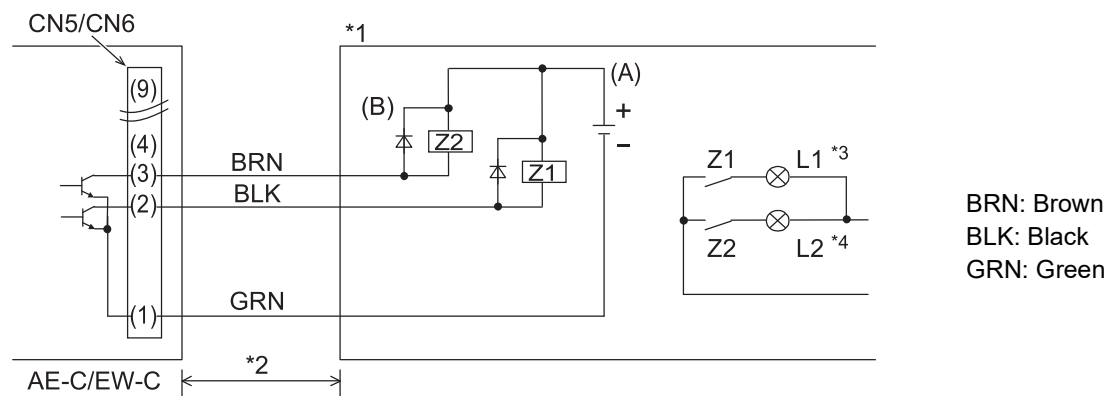 CN5/CN6
*1
(A)
(9)
(B)
+
Z2
(4)
−
BRN
Z1
Z1
L1 *3
(3)
BLK
BRN: Brown
(2)
Z2
L2 *4
BLK: Black
GRN: Green
GRN
(1)
*2
AE-C/EW-C